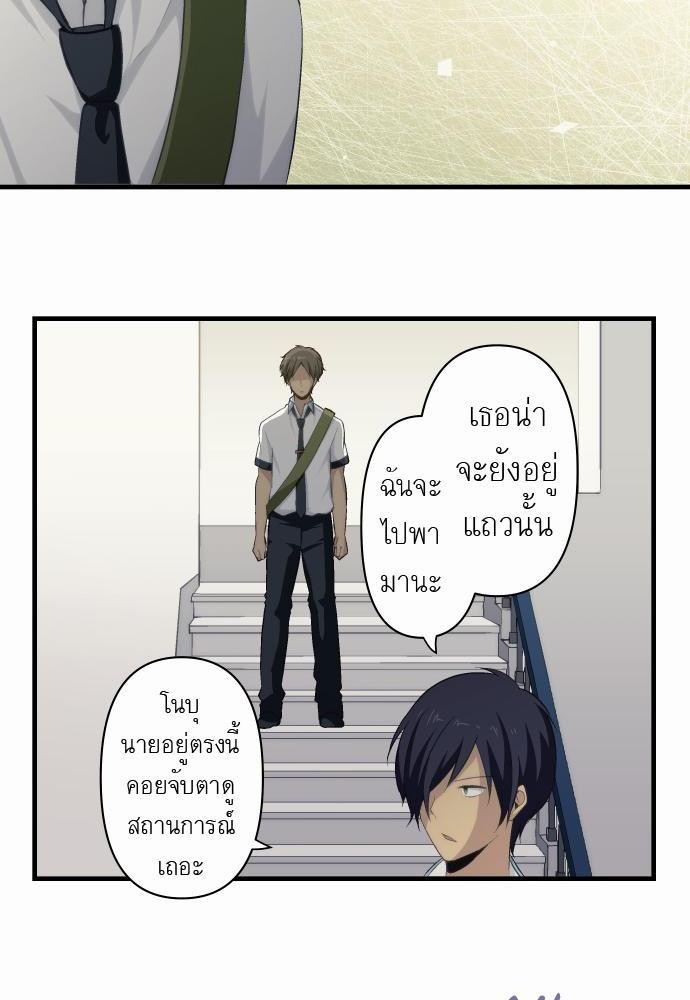 เธอน่า
จะยังอยู่
แถวนั้น
ฉันจะ
ไปพา
มานะ
โนบุ
นายอยู่ตรงนี้
คอยจับตาดู
สถานการณ์
เถอะ